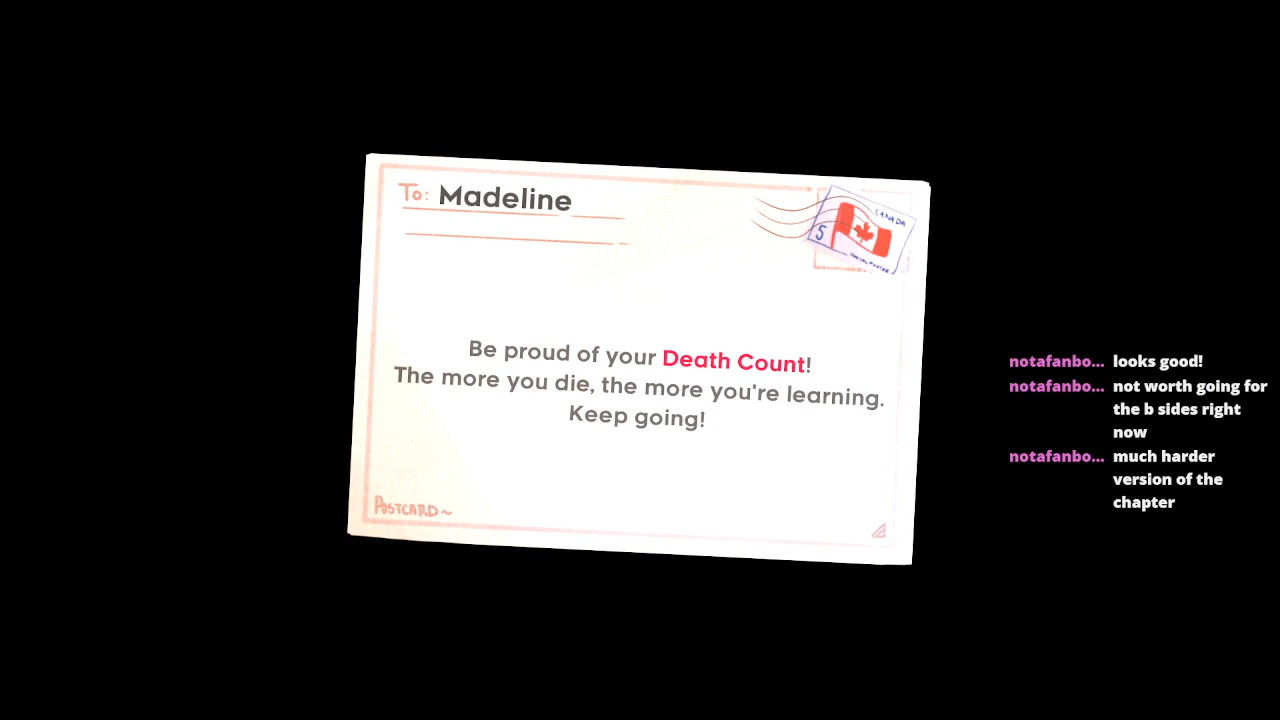 To: Madeline
CANADA
5
Be proud of your Death Count!
The more you die, the more you're learning.
Keep going!
POSTCARD~
notafanbo... looks good!
notafanbo... not worth going for
the b sides right
now
notafanbo... much harder
version of the
chapter